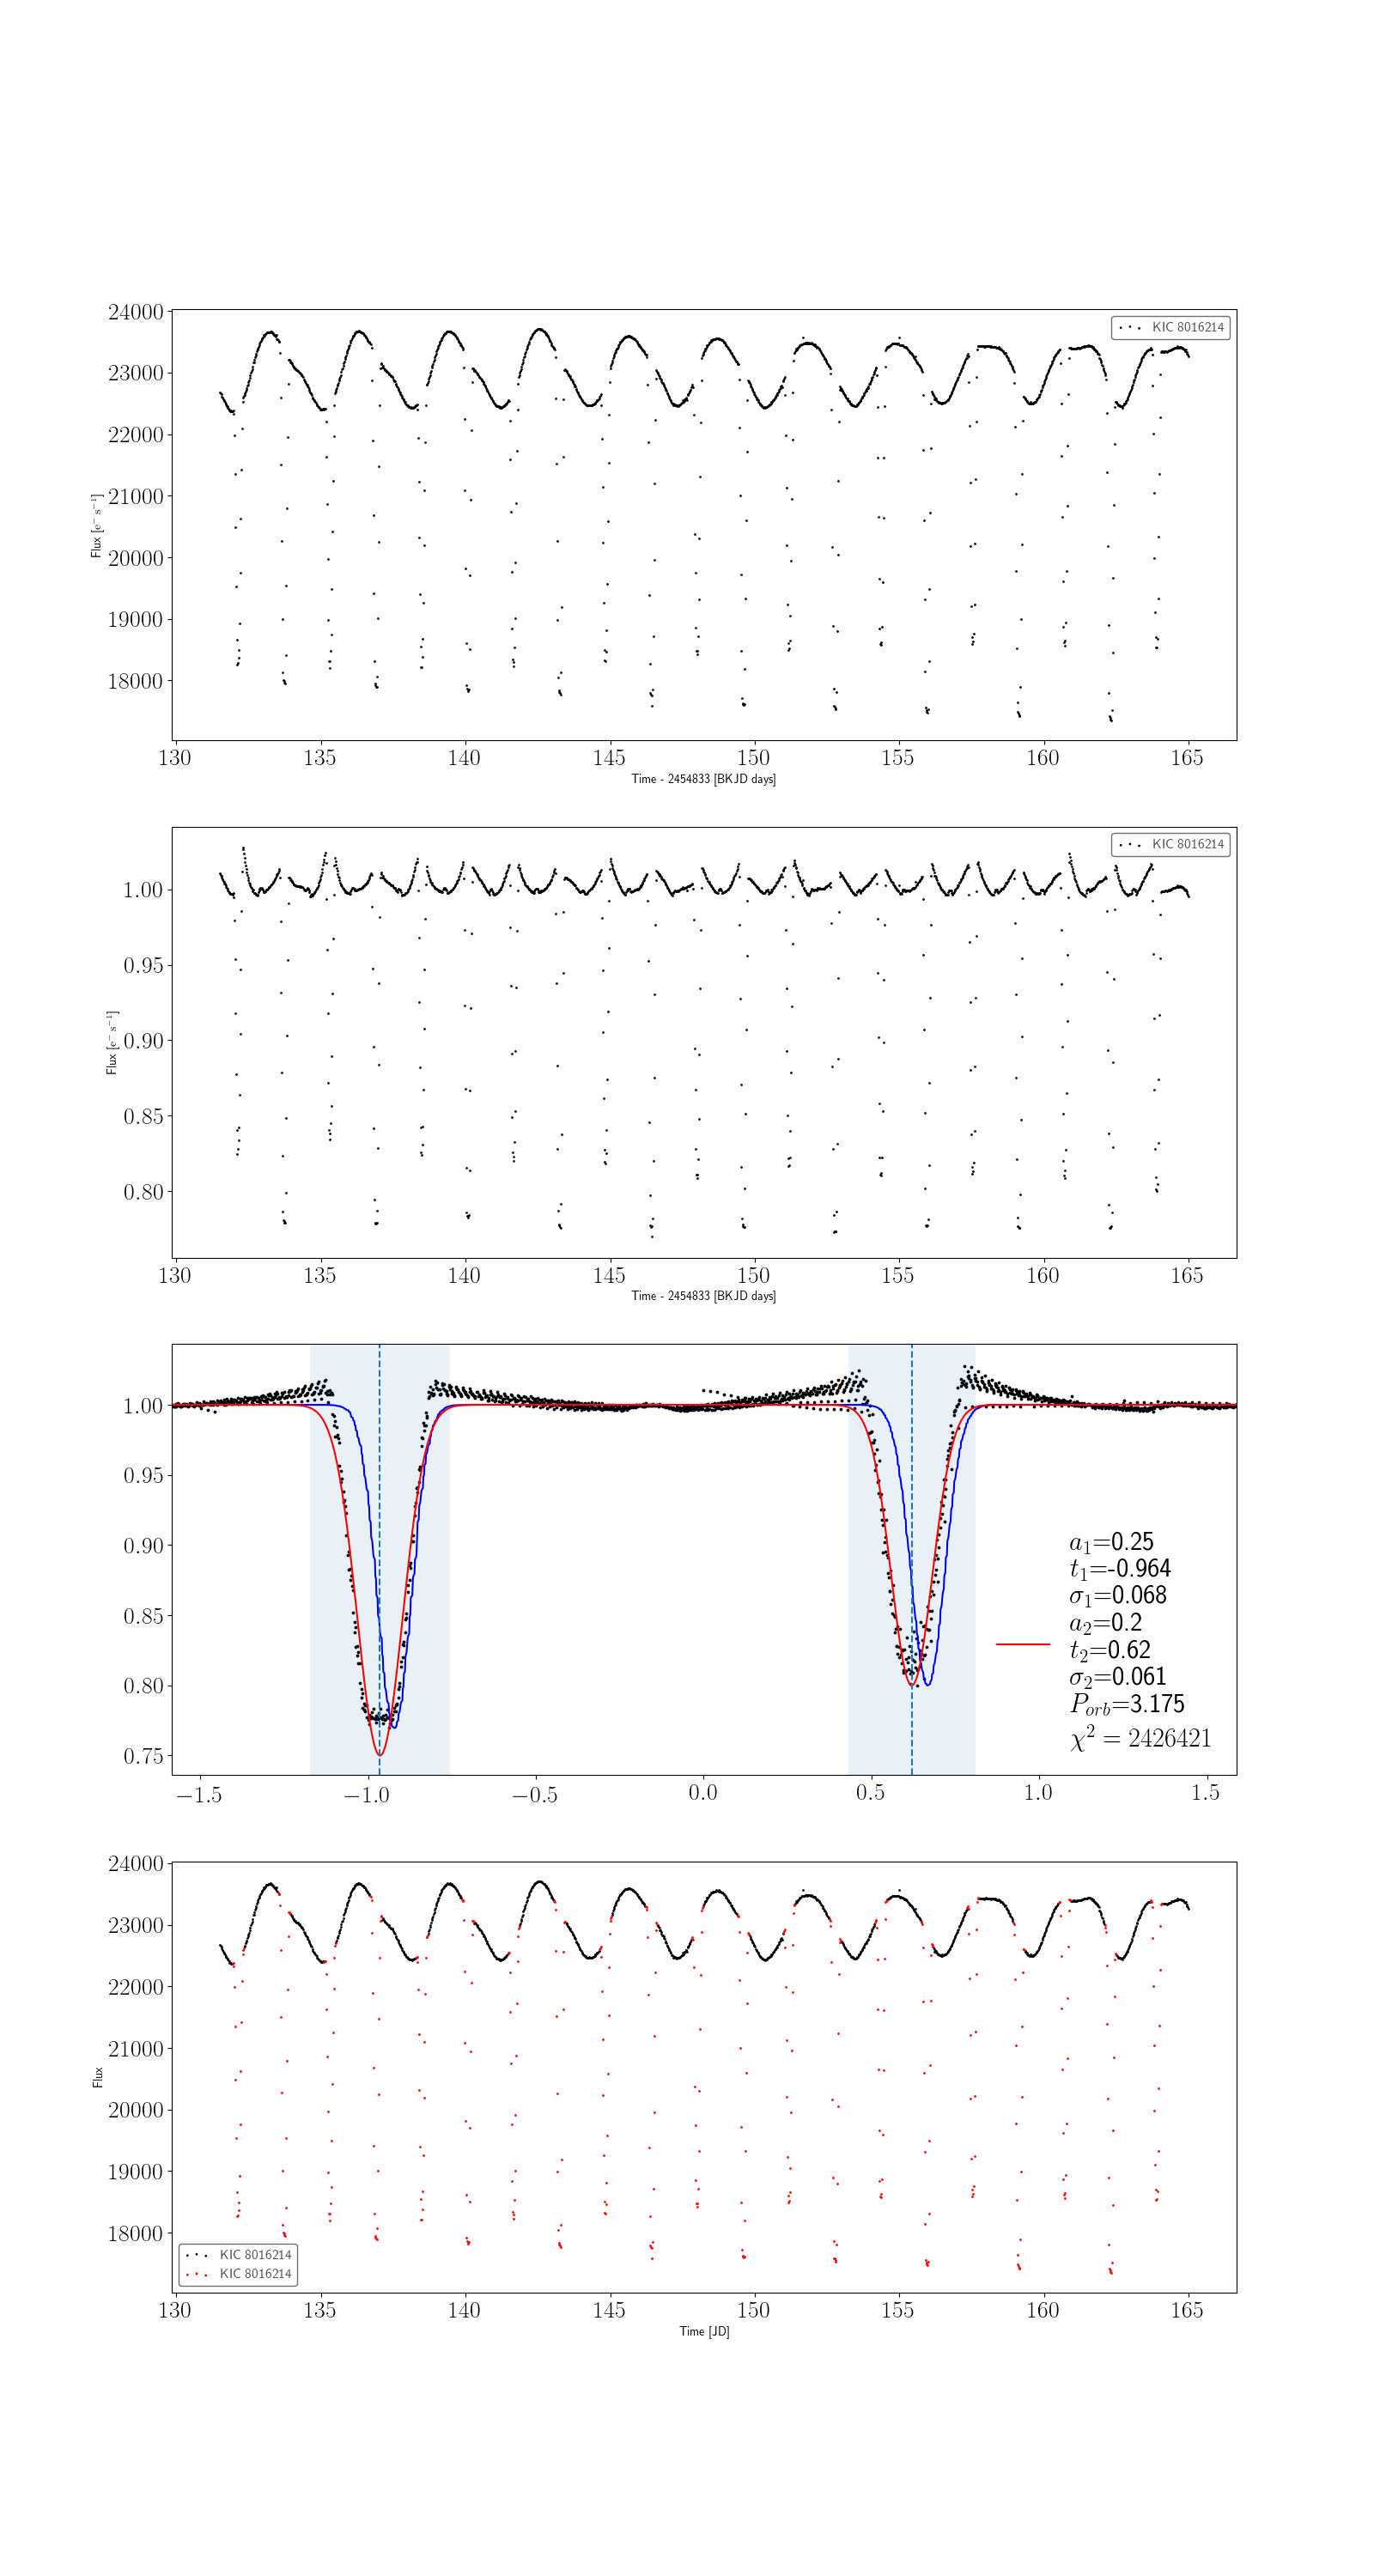 24000
23000
22000
21000
20000
19000
18000
Flux [e⁻ s⁻¹]
KIC 8016214
130 135 140 145 150 155 160 165
Time - 2454833 [BKJD days]
1.00
0.95
0.90
0.85
0.80
Flux [e⁻ s⁻¹]
KIC 8016214
130 135 140 145 150 155 160 165
Time - 2454833 [BKJD days]
1.00
0.95
0.90
0.85
0.80
0.75
a₁=0.25
t₁=-0.964
σ₁=0.068
a₂=0.2
t₂=0.62
σ₂=0.061
P_orb=3.175
χ² = 2426421
−1.5 −1.0 −0.5 0.0 0.5 1.0 1.5
24000
23000
22000
21000
20000
19000
18000
Flux
KIC 8016214
KIC 8016214
130 135 140 145 150 155 160 165
Time [JD]